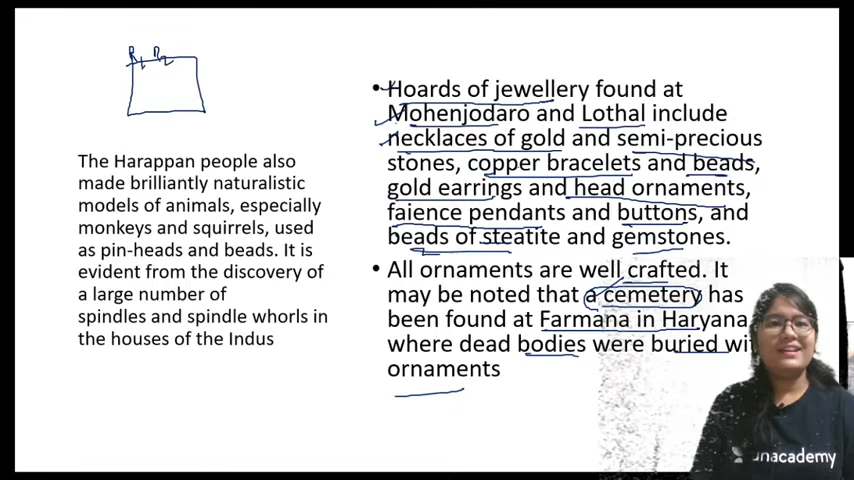 R1 R2
The Harappan people also
made brilliantly naturalistic
models of animals, especially
monkeys and squirrels, used
as pin-heads and beads. It is
evident from the discovery of
a large number of
spindles and spindle whorls in
the houses of the Indus
• Hoards of jewellery found at
Mohenjodaro and Lothal include
necklaces of gold and semi-precious
stones, copper bracelets and beads,
gold earrings and head ornaments,
faience pendants and buttons, and
beads of steatite and gemstones.
• All ornaments are well crafted. It
may be noted that a cemetery has
been found at Farmana in Haryana
where dead bodies were buried wi
ornaments
unacademy